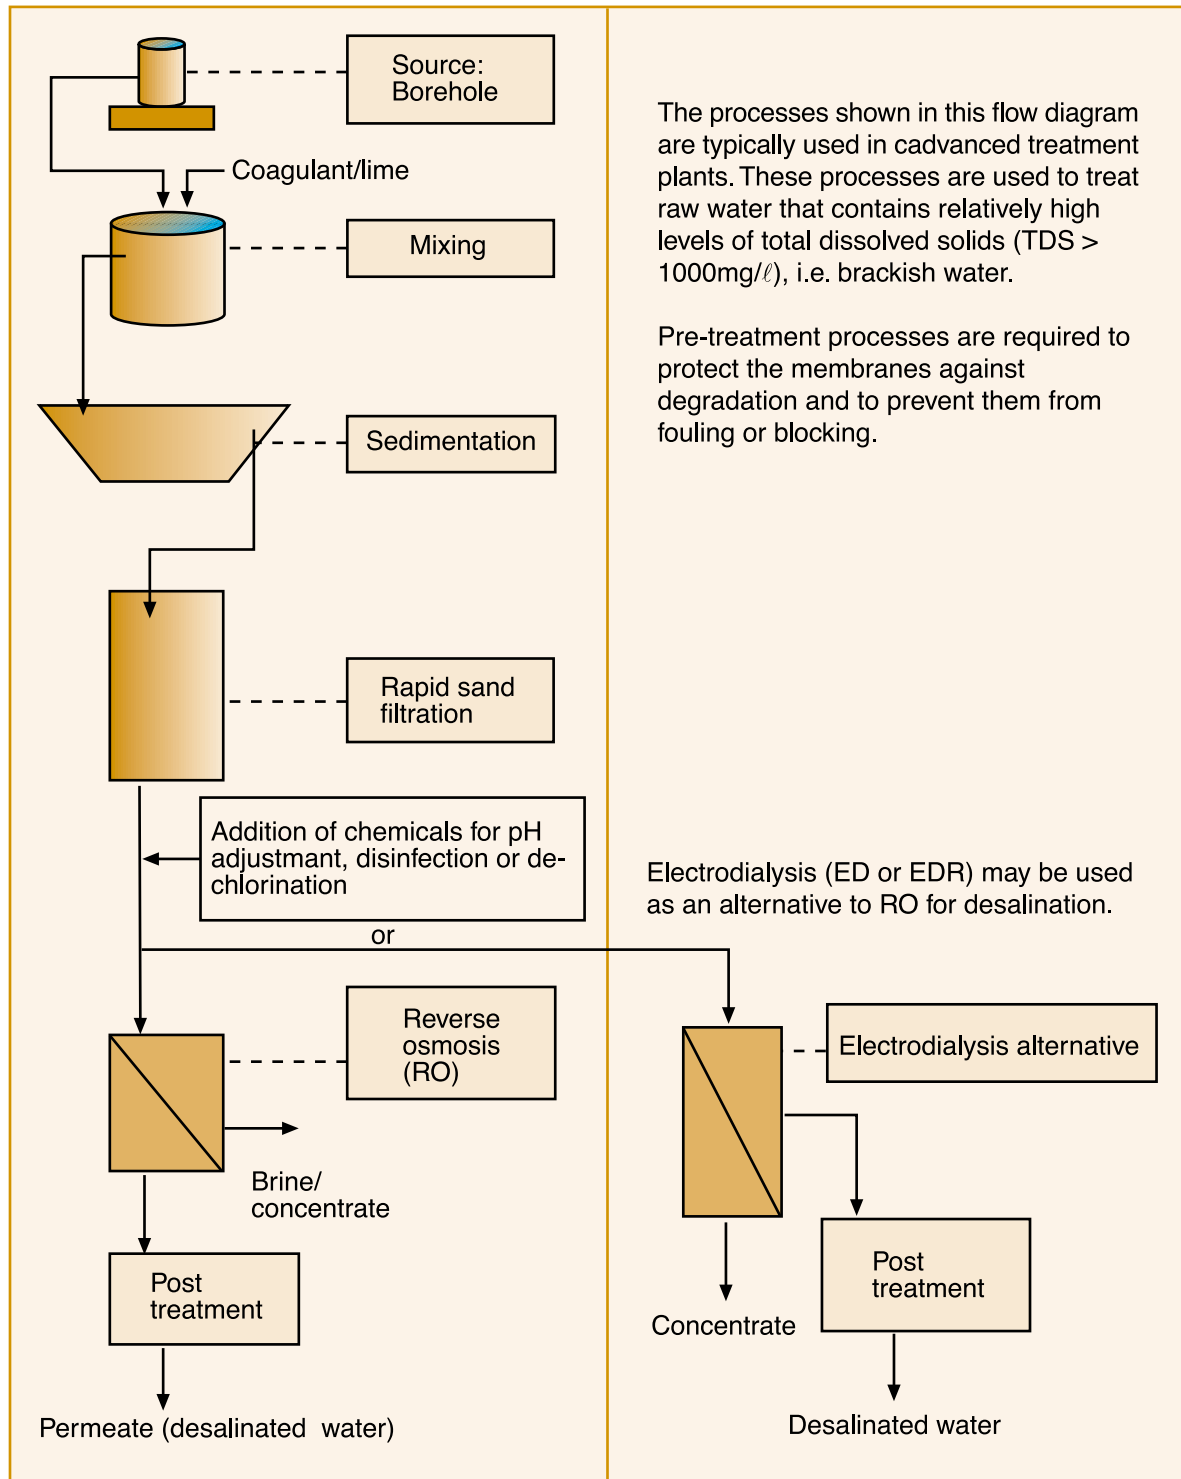 Source:
Borehole
Coagulant/lime
Mixing
Sedimentation
Rapid sand
filtration
Addition of chemicals for pH
adjustmant, disinfection or de-
chlorination
or
Reverse
osmosis
(RO)
Brine/
concentrate
Post
treatment
Permeate (desalinated water)
The processes shown in this flow diagram
are typically used in cadvanced treatment
plants. These processes are used to treat
raw water that contains relatively high
levels of total dissolved solids (TDS >
1000mg/ℓ), i.e. brackish water.
Pre-treatment processes are required to
protect the membranes against
degradation and to prevent them from
fouling or blocking.
Electrodialysis (ED or EDR) may be used
as an alternative to RO for desalination.
Electrodialysis alternative
Post
treatment
Concentrate
Desalinated water